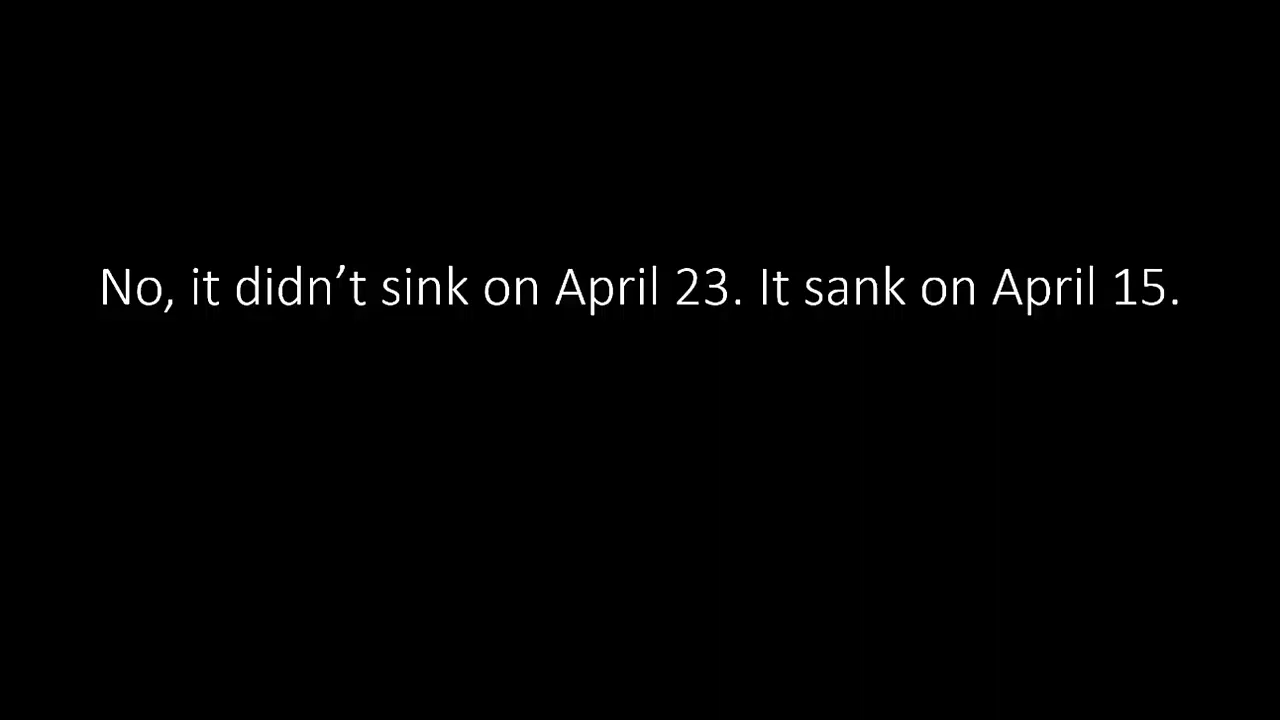 No, it didn’t sink on April 23. It sank on April 15.